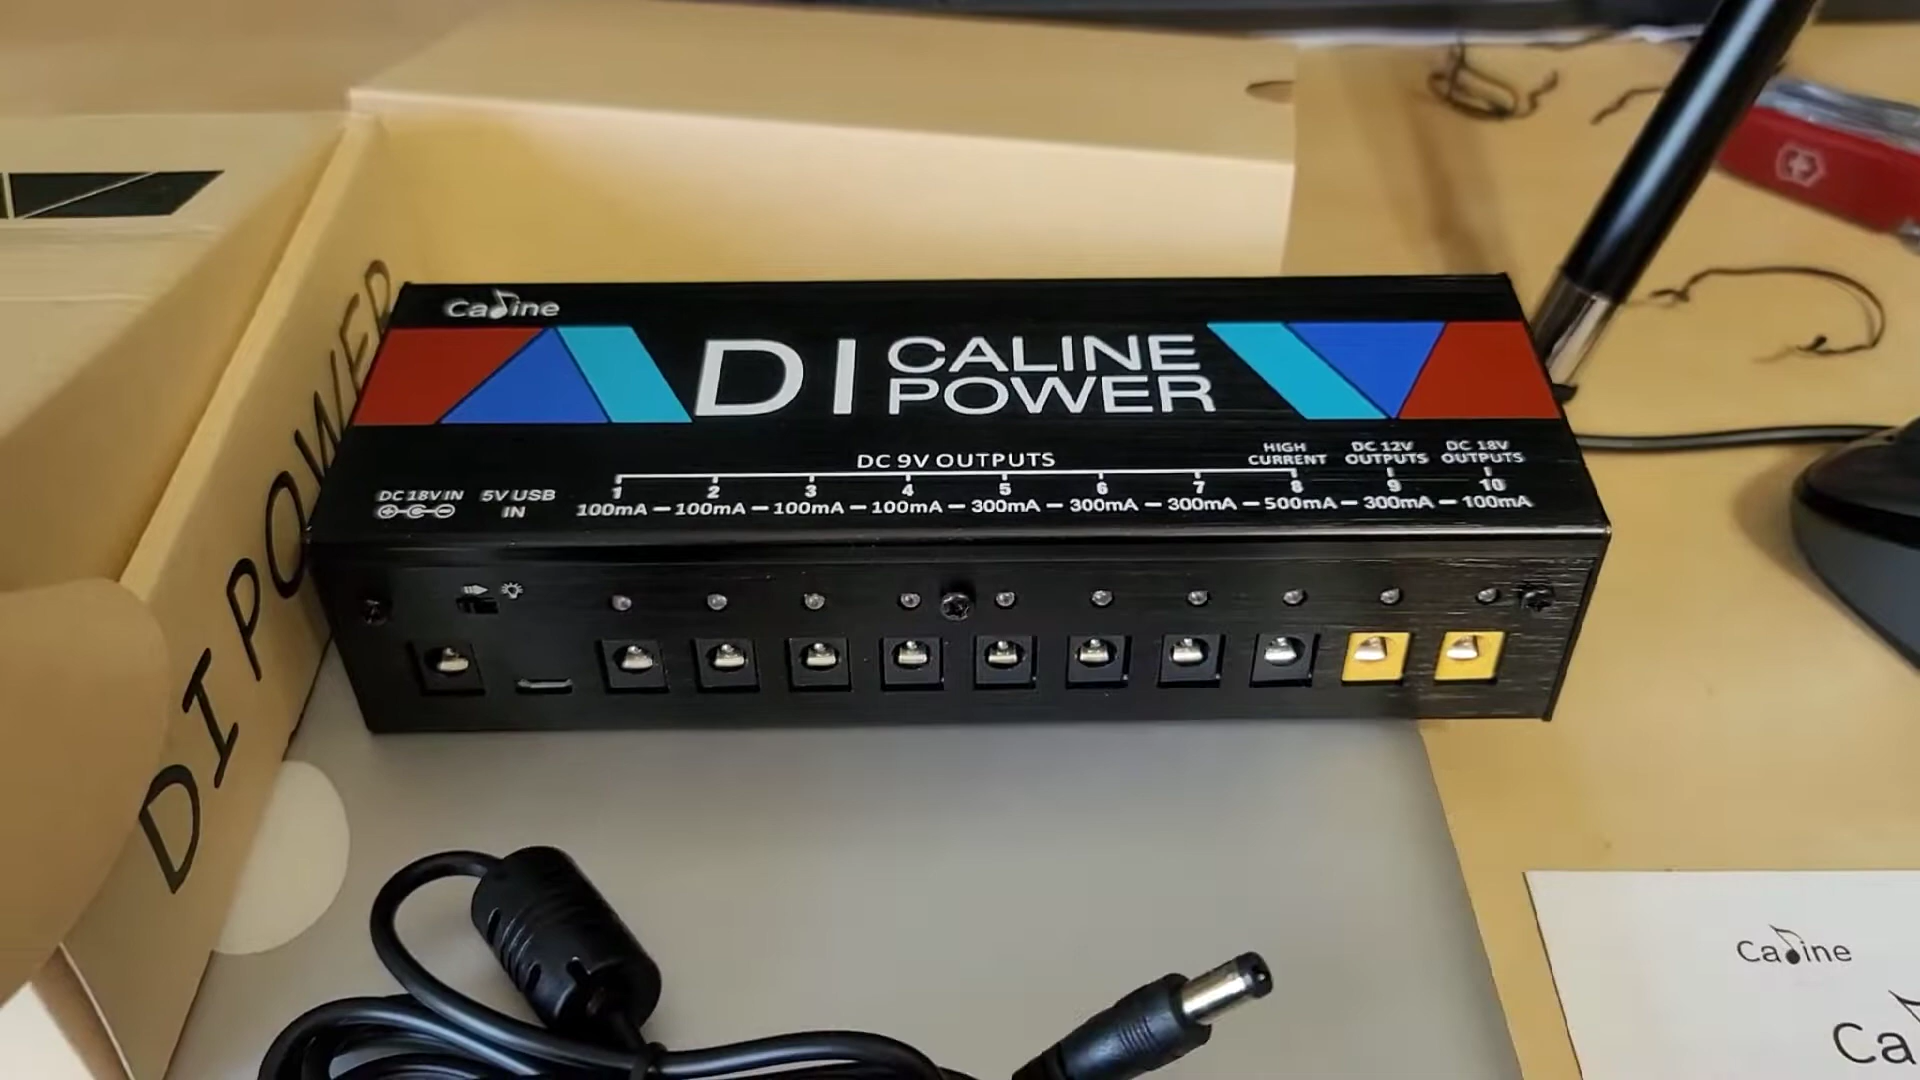 Caline
DI CALINE POWER
DC 9V OUTPUTS
HIGH CURRENT
DC 12V OUTPUTS
DC 18V OUTPUTS
DC 18V IN
5V USB IN
1 2 3 4 5 6 7 8 9 10
100mA – 100mA – 100mA – 100mA – 300mA – 300mA – 300mA – 500mA – 300mA – 100mA
DI POWER
Caline
Ca